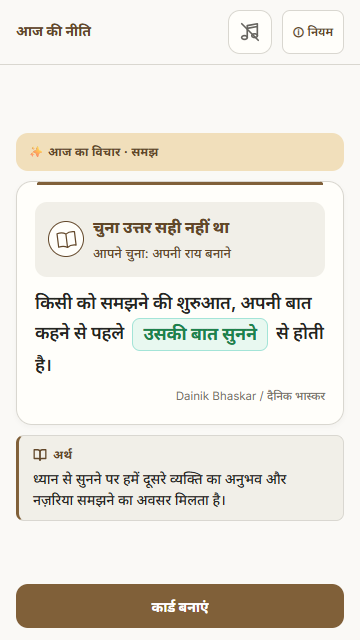 आज की नीति
नियम
आज का विचार · समझ
चुना उत्तर सही नहीं था
आपने चुना: अपनी राय बनाने
किसी को समझने की शुरुआत, अपनी बात
कहने से पहले उसकी बात सुनने से होती
है।
Dainik Bhaskar / दैनिक भास्कर
अर्थ
ध्यान से सुनने पर हमें दूसरे व्यक्ति का अनुभव और
नज़रिया समझने का अवसर मिलता है।
कार्ड बनाएं